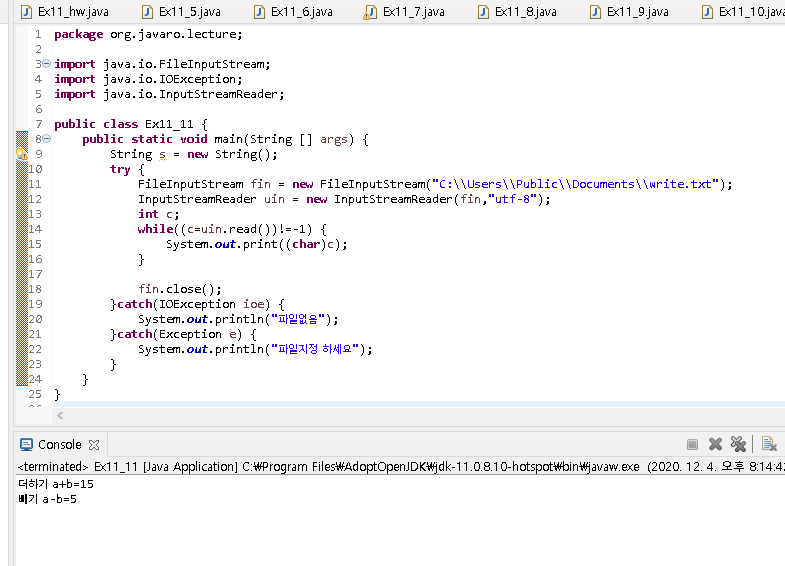 Ex11_hw.java Ex11_5.java Ex11_6.java Ex11_7.java Ex11_8.java Ex11_9.java Ex11_10.java
1 package org.javaro.lecture;
2
3 import java.io.FileInputStream;
4 import java.io.IOException;
5 import java.io.InputStreamReader;
6
7 public class Ex11_11 {
8 public static void main(String [] args) {
9 String s = new String();
10 try {
11 FileInputStream fin = new FileInputStream("C:\\Users\\Public\\Documents\\write.txt");
12 InputStreamReader uin = new InputStreamReader(fin,"utf-8");
13 int c;
14 while((c=uin.read())!=-1) {
15 System.out.print((char)c);
16 }
17
18 fin.close();
19 }catch(IOException ioe) {
20 System.out.println("파일없음");
21 }catch(Exception e) {
22 System.out.println("파일지정 하세요");
23 }
24 }
25 }
Console
<terminated> Ex11_11 [Java Application] C:₩Program Files₩AdoptOpenJDK₩jdk-11.0.8.10-hotspot₩bin₩javaw.exe (2020. 12. 4. 오후 8:14:42
더하기 a+b=15
빼기 a-b=5